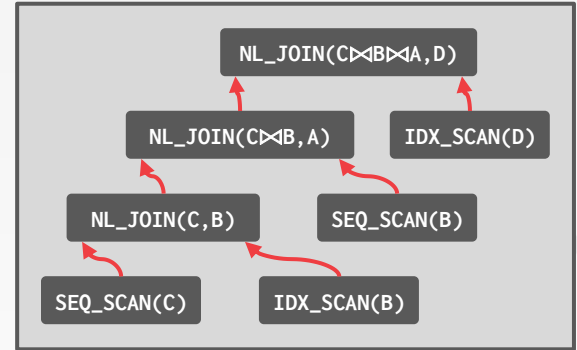 NL_JOIN(C⨝B⨝A,D)
NL_JOIN(C⨝B,A)
IDX_SCAN(D)
NL_JOIN(C,B)
SEQ_SCAN(B)
SEQ_SCAN(C)
IDX_SCAN(B)